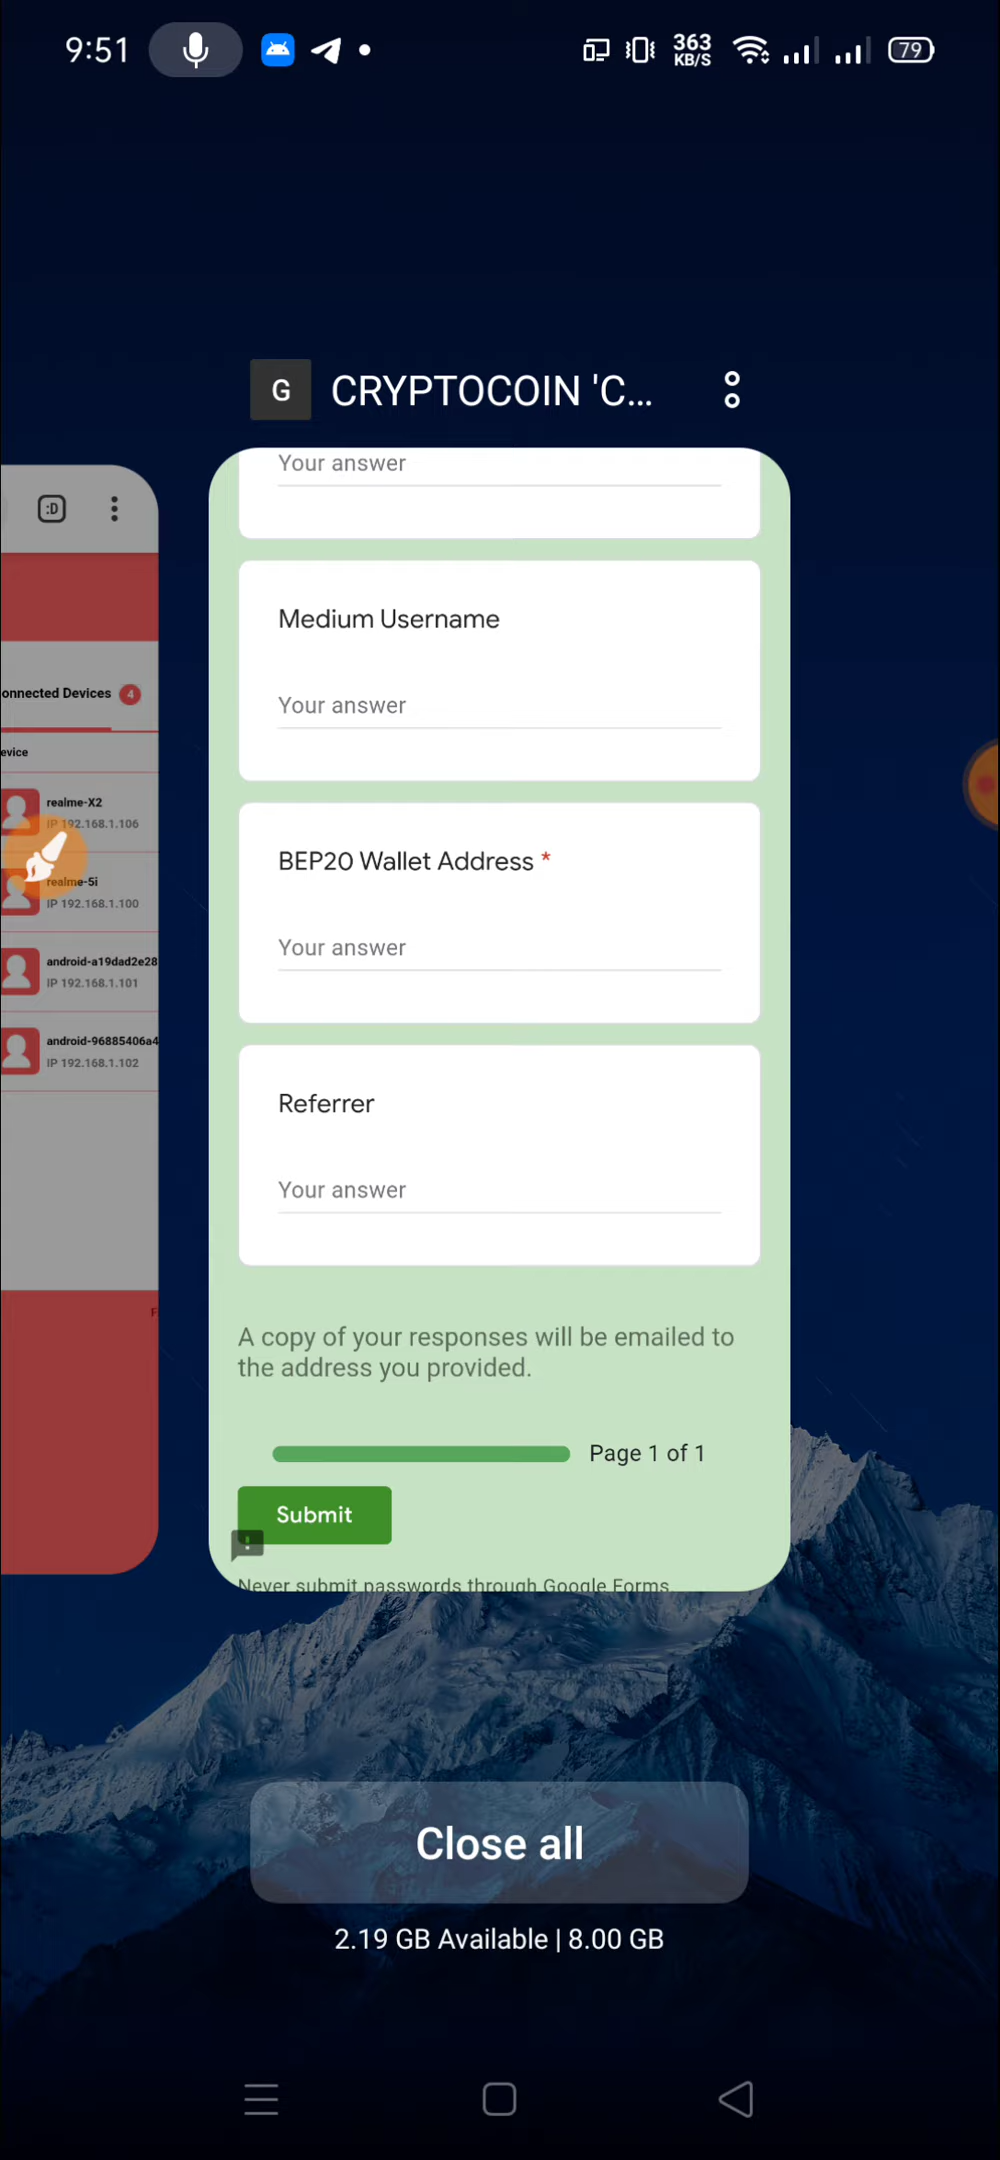 9:51
363
KB/S
79
G
CRYPTOCOIN 'C...
:D
onnected Devices 4
evice
realme-X2
IP 192.168.1.106
realme-5i
IP 192.168.1.100
android-a19dad2e28
IP 192.168.1.101
android-96885406a4
IP 192.168.1.102
F
Your answer
Medium Username
Your answer
BEP20 Wallet Address *
Your answer
Referrer
Your answer
A copy of your responses will be emailed to
the address you provided.
Page 1 of 1
Submit
Never submit passwords through Google Forms.
Close all
2.19 GB Available | 8.00 GB